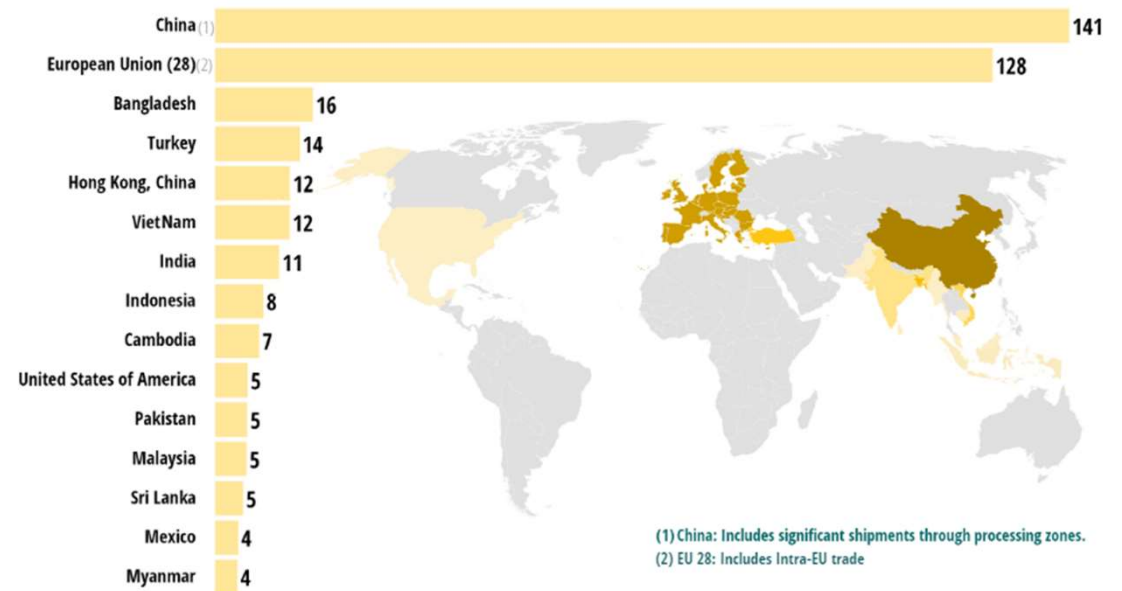 China(1) 141
European Union (28)(2) 128
Bangladesh 16
Turkey 14
Hong Kong, China 12
VietNam 12
India 11
Indonesia 8
Cambodia 7
United States of America 5
Pakistan 5
Malaysia 5
Sri Lanka 5
Mexico 4
Myanmar 4
(1) China: Includes significant shipments through processing zones.
(2) EU 28: Includes Intra-EU trade